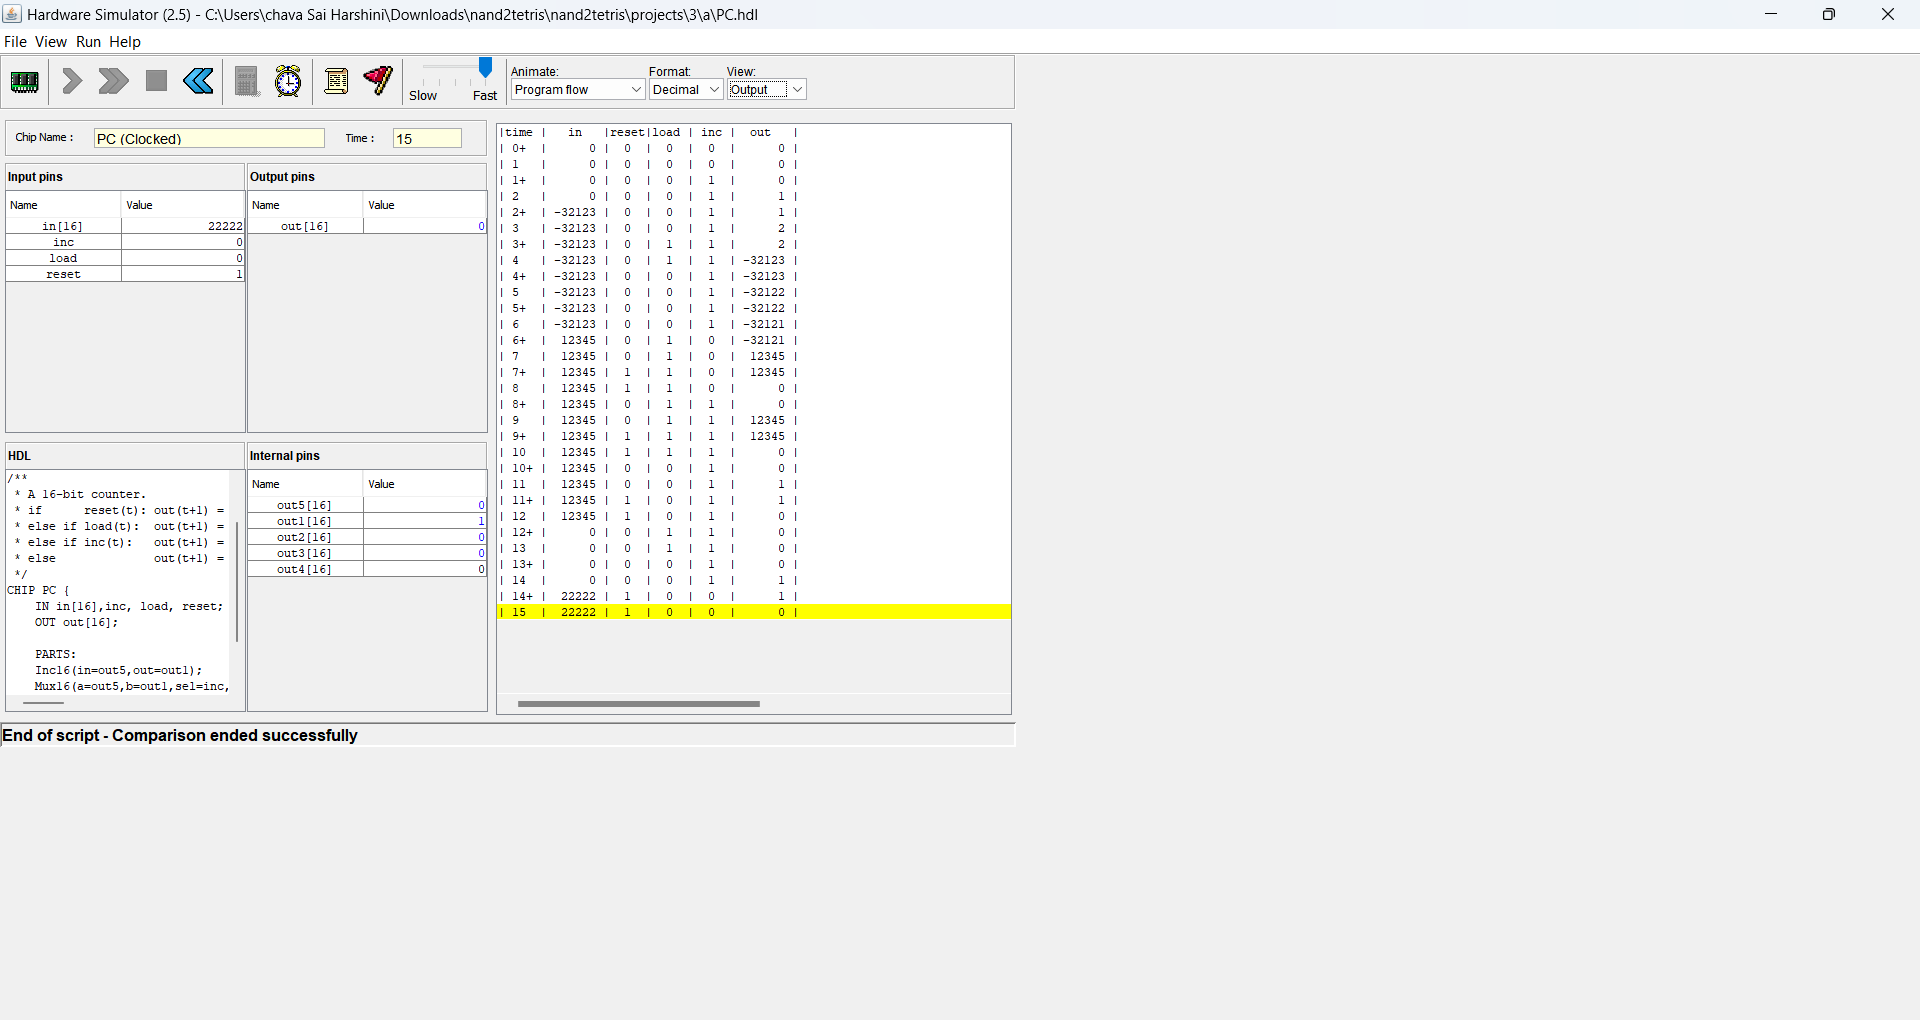 Hardware Simulator (2.5) - C:\Users\chava Sai Harshini\Downloads\nand2tetris\nand2tetris\projects\3\a\PC.hdl
File View Run Help
Slow Fast
Animate: Format: View:
Program flow Decimal Output
Chip Name : PC (Clocked) Time : 15
Input pins
Name Value
in[16] 22222
inc 0
load 0
reset 1
Output pins
Name Value
out[16] 0
HDL
/**
* A 16-bit counter.
* if reset(t): out(t+1) =
* else if load(t): out(t+1) =
* else if inc(t): out(t+1) =
* else out(t+1) =
*/
CHIP PC {
IN in[16],inc, load, reset;
OUT out[16];
PARTS:
Inc16(in=out5,out=out1);
Mux16(a=out5,b=out1,sel=inc,
Internal pins
Name Value
out5[16] 0
out1[16] 1
out2[16] 0
out3[16] 0
out4[16] 0
|time | in |reset|load | inc | out |
| 0+ | 0 | 0 | 0 | 0 | 0 |
| 1 | 0 | 0 | 0 | 0 | 0 |
| 1+ | 0 | 0 | 0 | 1 | 0 |
| 2 | 0 | 0 | 0 | 1 | 1 |
| 2+ | -32123 | 0 | 0 | 1 | 1 |
| 3 | -32123 | 0 | 0 | 1 | 2 |
| 3+ | -32123 | 0 | 1 | 1 | 2 |
| 4 | -32123 | 0 | 1 | 1 | -32123 |
| 4+ | -32123 | 0 | 0 | 1 | -32123 |
| 5 | -32123 | 0 | 0 | 1 | -32122 |
| 5+ | -32123 | 0 | 0 | 1 | -32122 |
| 6 | -32123 | 0 | 0 | 1 | -32121 |
| 6+ | 12345 | 0 | 1 | 0 | -32121 |
| 7 | 12345 | 0 | 1 | 0 | 12345 |
| 7+ | 12345 | 1 | 1 | 0 | 12345 |
| 8 | 12345 | 1 | 1 | 0 | 0 |
| 8+ | 12345 | 0 | 1 | 1 | 0 |
| 9 | 12345 | 0 | 1 | 1 | 12345 |
| 9+ | 12345 | 1 | 1 | 1 | 12345 |
| 10 | 12345 | 1 | 1 | 1 | 0 |
| 10+ | 12345 | 0 | 0 | 1 | 0 |
| 11 | 12345 | 0 | 0 | 1 | 1 |
| 11+ | 12345 | 1 | 0 | 1 | 1 |
| 12 | 12345 | 1 | 0 | 1 | 0 |
| 12+ | 0 | 0 | 1 | 1 | 0 |
| 13 | 0 | 0 | 1 | 1 | 0 |
| 13+ | 0 | 0 | 0 | 1 | 0 |
| 14 | 0 | 0 | 0 | 1 | 1 |
| 14+ | 22222 | 1 | 0 | 0 | 1 |
| 15 | 22222 | 1 | 0 | 0 | 0 |
End of script - Comparison ended successfully